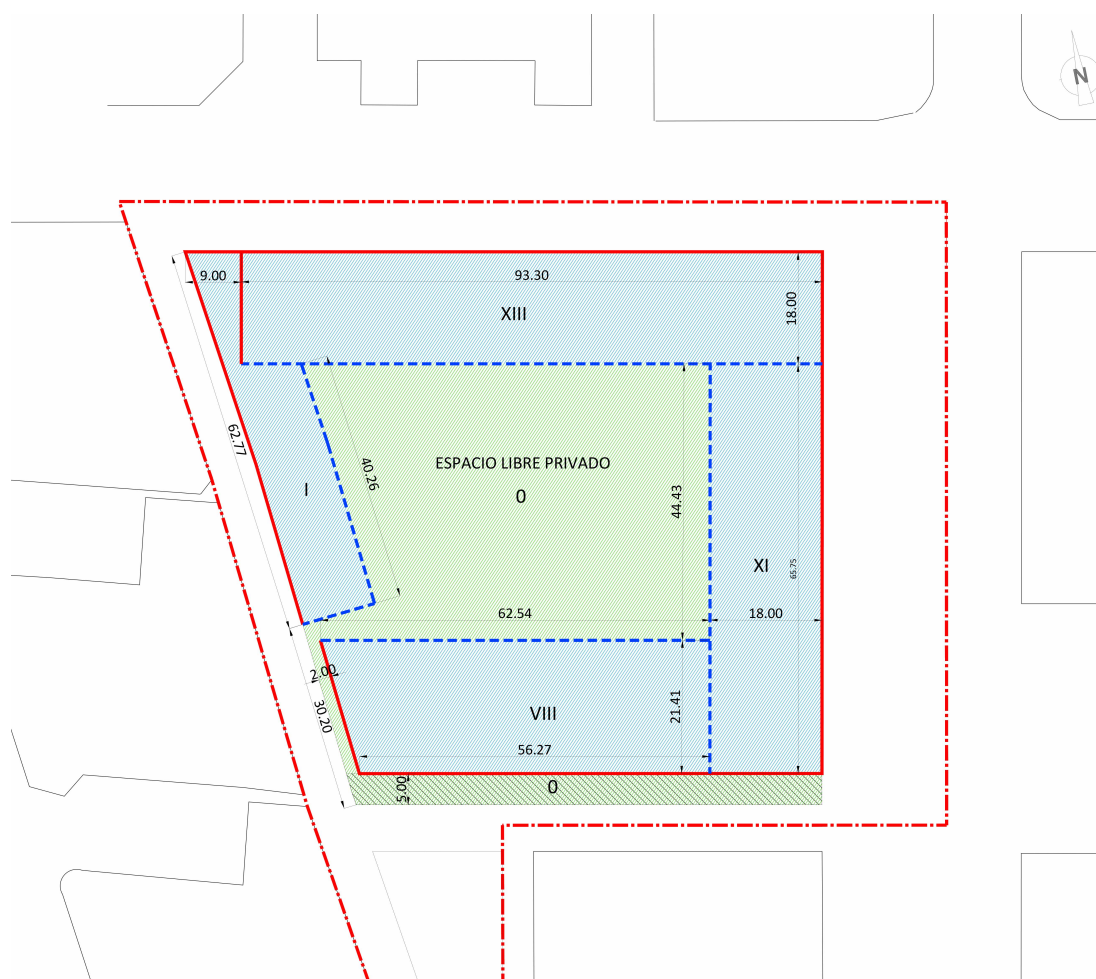 N
9.00
93.30
XIII
18.00
62.77
40.26
ESPACIO LIBRE PRIVADO
0
I
44.43
XI
65.75
62.54
18.00
2.00
30.20
VIII
21.41
56.27
5.00
0